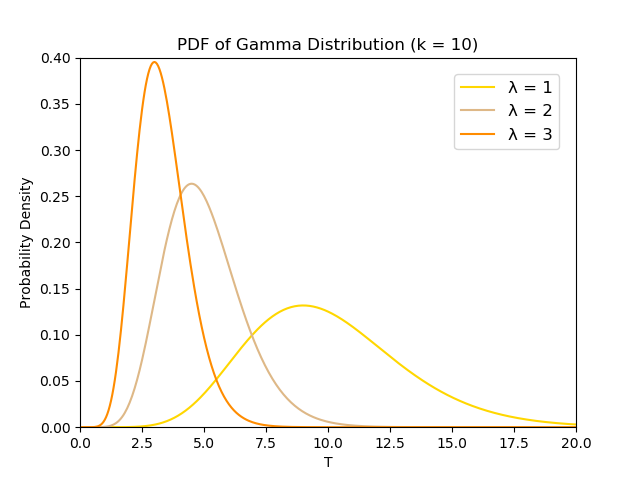 PDF of Gamma Distribution (k = 10)
λ = 1
λ = 2
λ = 3
Probability Density
0.40
0.35
0.30
0.25
0.20
0.15
0.10
0.05
0.00
0.0 2.5 5.0 7.5 10.0 12.5 15.0 17.5 20.0
T